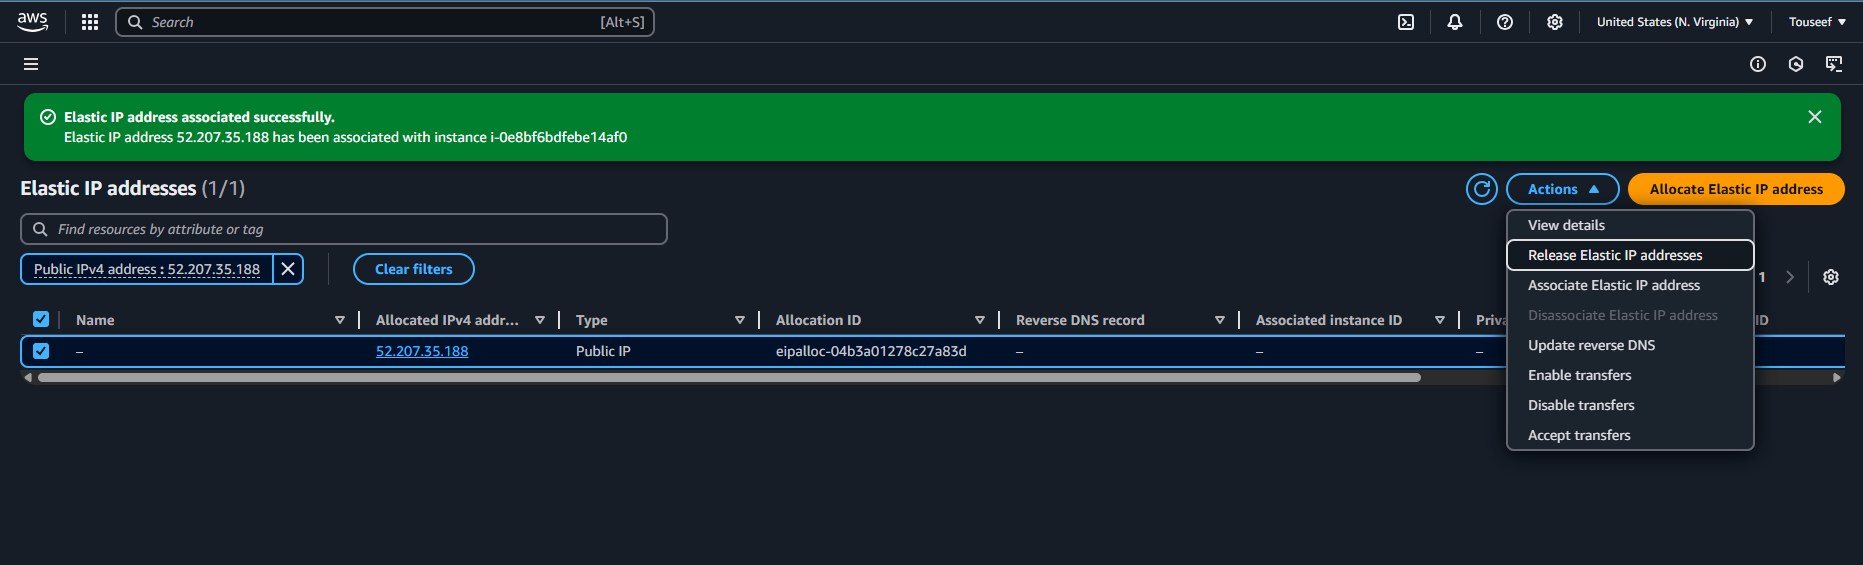 aws
Search [Alt+S]
United States (N. Virginia)
Touseef
Elastic IP address associated successfully.
Elastic IP address 52.207.35.188 has been associated with instance i-0e8bf6bdfebe14af0
Elastic IP addresses (1/1)
Actions
Allocate Elastic IP address
Find resources by attribute or tag
Public IPv4 address : 52.207.35.188
Clear filters
1
View details
Release Elastic IP addresses
Associate Elastic IP address
Disassociate Elastic IP address
Update reverse DNS
Enable transfers
Disable transfers
Accept transfers
Name Allocated IPv4 addr... Type Allocation ID Reverse DNS record Associated instance ID Priva ID
– 52.207.35.188 Public IP eipalloc-04b3a01278c27a83d – – –